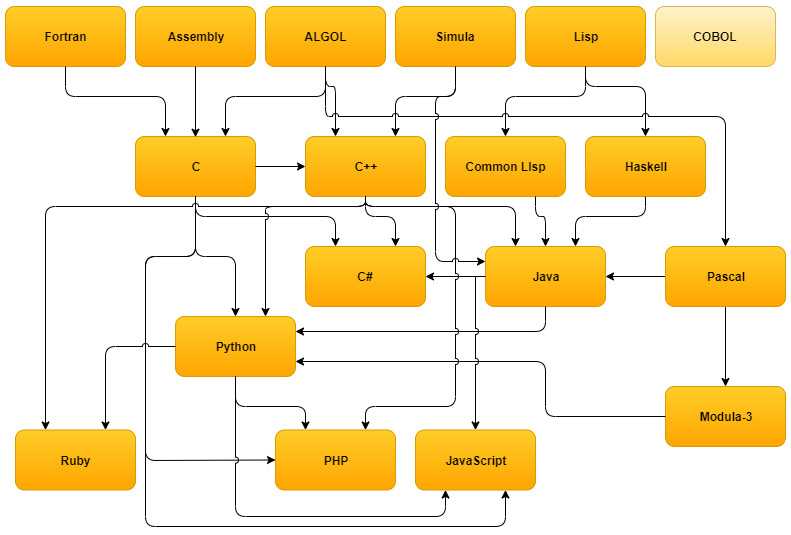 Fortran
Assembly
ALGOL
Simula
Lisp
COBOL
C
C++
Common LIsp
Haskell
C#
Java
Pascal
Python
Modula-3
Ruby
PHP
JavaScript